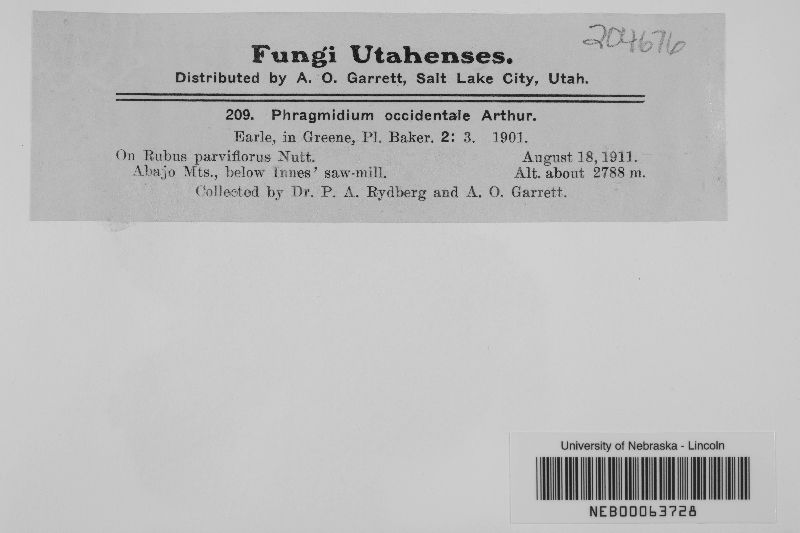 204676
Fungi Utahenses.
Distributed by A. O. Garrett, Salt Lake City, Utah.
209. Phragmidium occidentale Arthur.
Earle, in Greene, Pl. Baker. 2: 3. 1901.
On Rubus parviflorus Nutt. August 18, 1911.
Abajo Mts., below Innes' saw-mill. Alt. about 2788 m.
Collected by Dr. P. A. Rydberg and A. O. Garrett.
University of Nebraska - Lincoln
NEB00063728